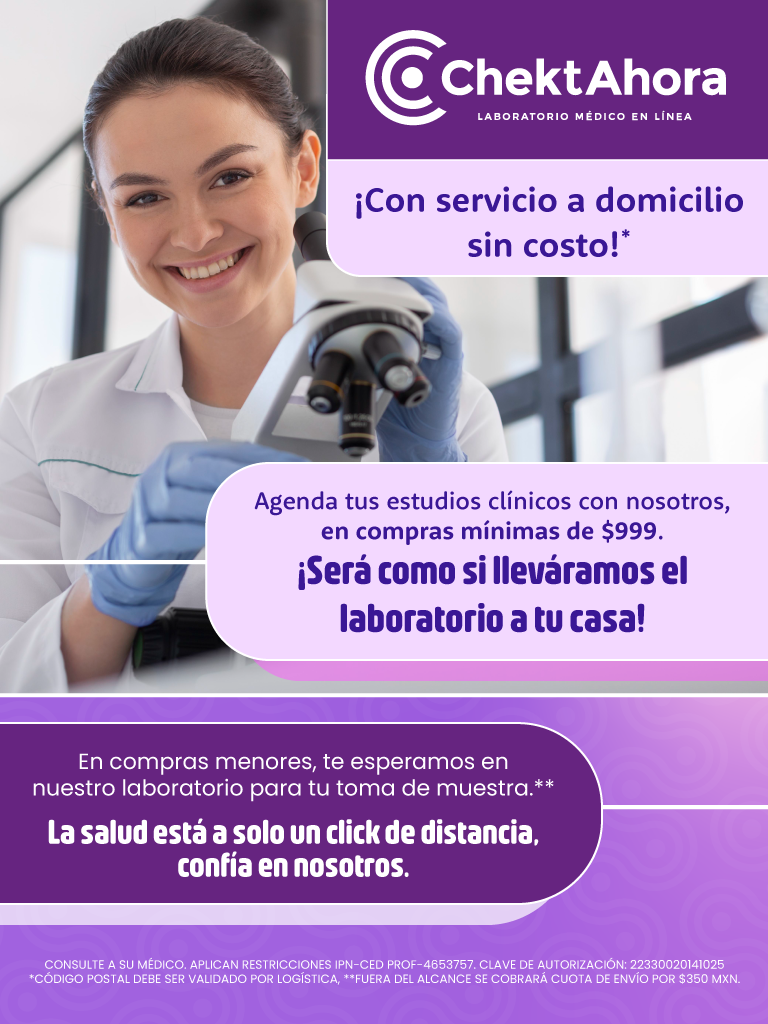 ChektAhora
LABORATORIO MÉDICO EN LÍNEA
¡Con servicio a domicilio
sin costo!*
Agenda tus estudios clínicos con nosotros,
en compras mínimas de $999.
¡Será como si lleváramos el
laboratorio a tu casa!
En compras menores, te esperamos en
nuestro laboratorio para tu toma de muestra.**
La salud está a solo un click de distancia,
confía en nosotros.
CONSULTE A SU MÉDICO. APLICAN RESTRICCIONES IPN-CED PROF-4653757. CLAVE DE AUTORIZACIÓN: 22330020141025
*CÓDIGO POSTAL DEBE SER VALIDADO POR LOGÍSTICA, **FUERA DEL ALCANCE SE COBRARÁ CUOTA DE ENVÍO POR $350 MXN.